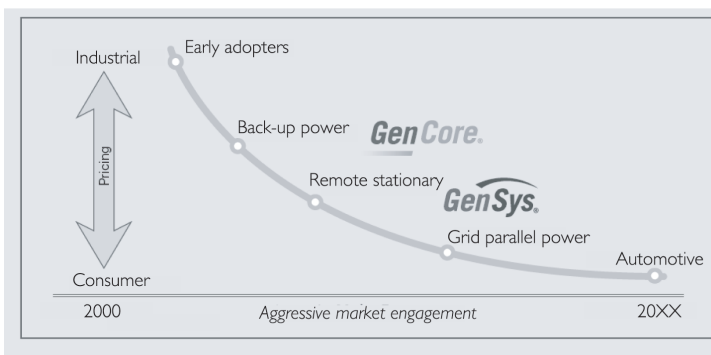 Early adopters
Industrial
Back-up power
GenCore®
Pricing
Remote stationary
GenSys®
Grid parallel power
Automotive
Consumer
2000
Aggressive market engagement
20XX